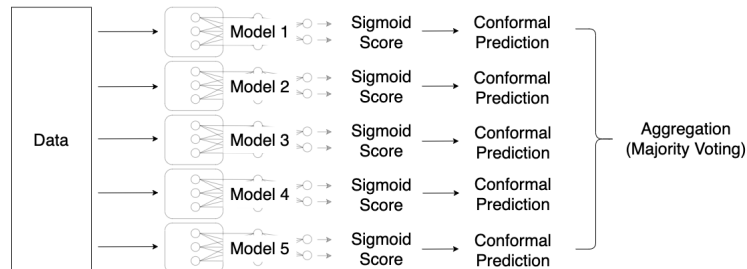 Data
Model 1
Sigmoid
Score
Conformal
Prediction
Model 2
Sigmoid
Score
Conformal
Prediction
Model 3
Sigmoid
Score
Conformal
Prediction
Model 4
Sigmoid
Score
Conformal
Prediction
Model 5
Sigmoid
Score
Conformal
Prediction
Aggregation
(Majority Voting)